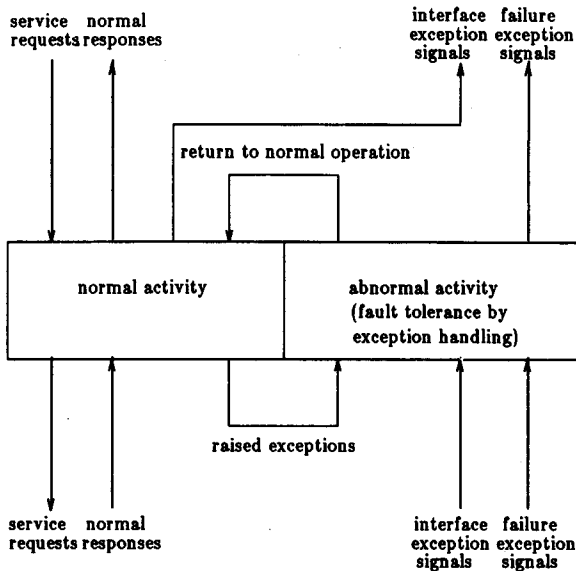 service normal
requests responses
interface failure
exception exception
signals signals
return to normal operation
normal activity
abnormal activity
(fault tolerance by
exception handling)
raised exceptions
service normal
requests responses
interface failure
exception exception
signals signals